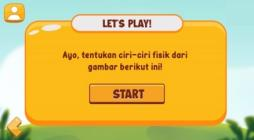 LET'S PLAY!
Ayo, tentukan ciri-ciri fisik dari
gambar berikut ini!
START